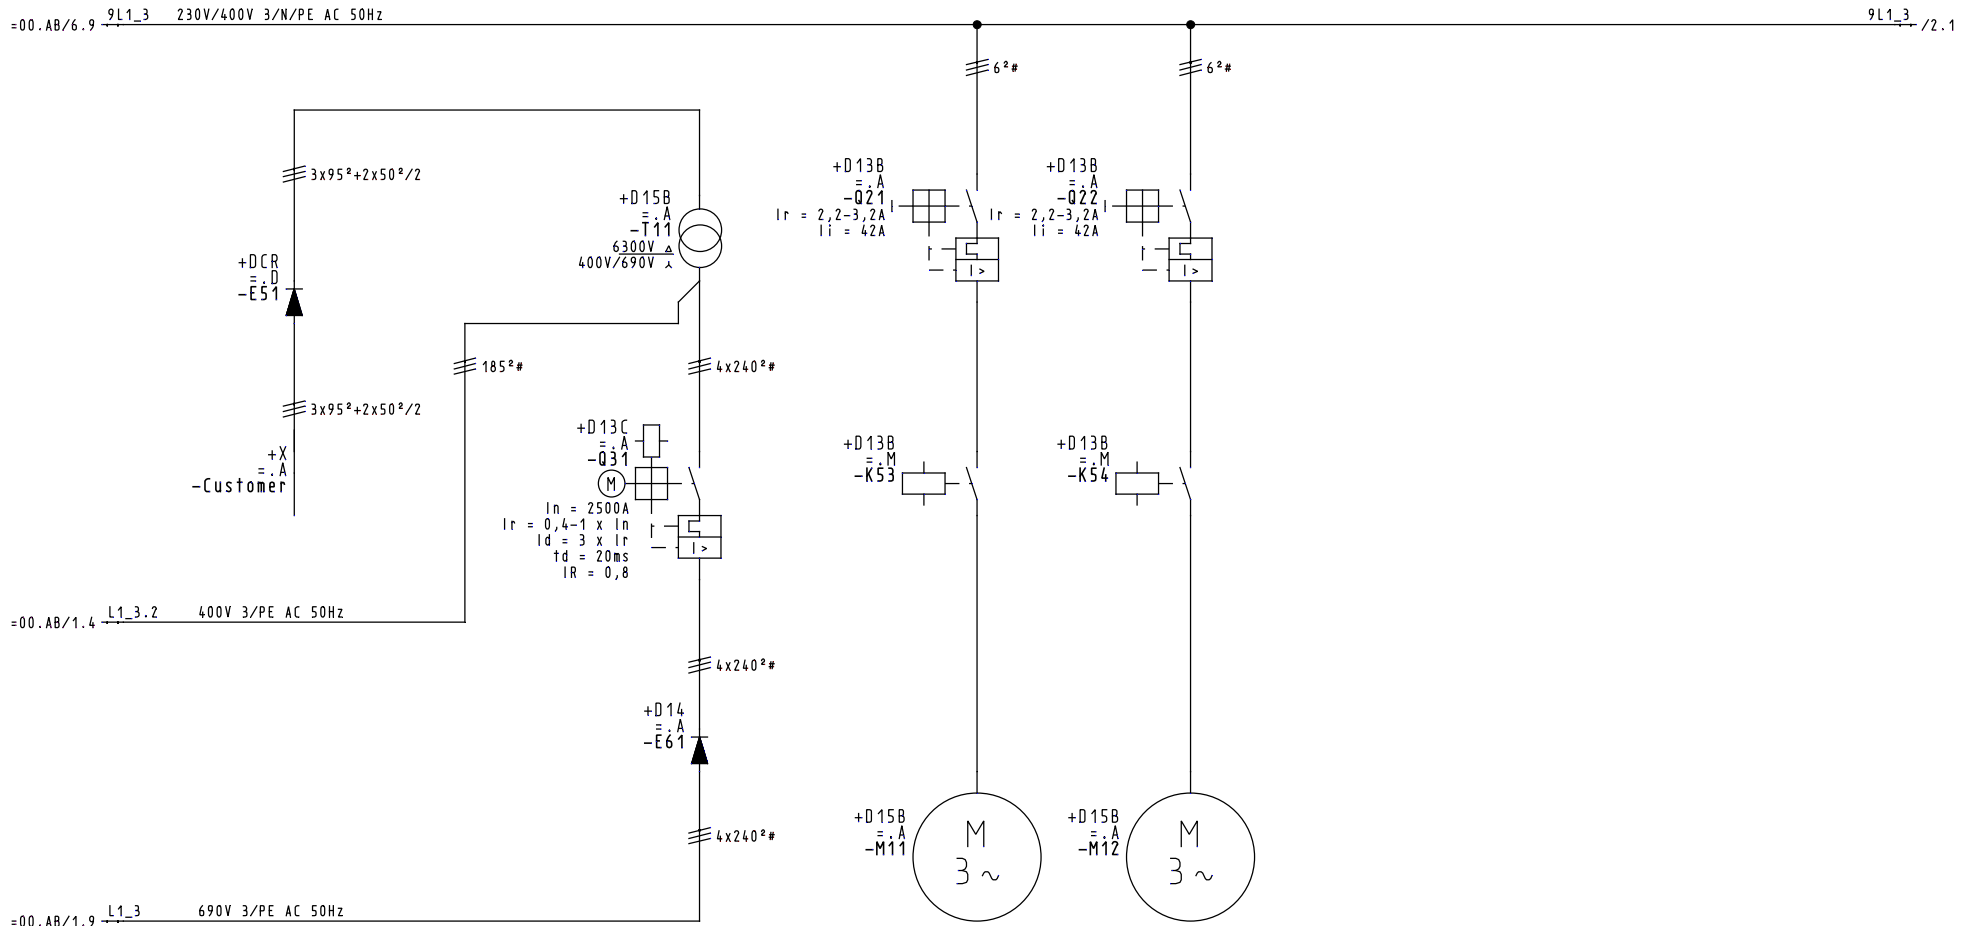 9L1_3 230V/400V 3/N/PE AC 50Hz
=00.AB/6.9
9L1_3
/2.1
6²#
6²#
3x95²+2x50²/2
+D15B
=.A
-T11
6300V △
400V/690V ⅄
+D13B
=.A
-Q21
Ir = 2,2-3,2A
Ii = 42A
I >
+D13B
=.A
-Q22
Ir = 2,2-3,2A
Ii = 42A
I >
+DCR
=.D
-E51
185²#
4x240²#
3x95²+2x50²/2
+X
=.A
-Customer
+D13C
=.A
-Q31
M
In = 2500A
Ir = 0,4-1 x In
Id = 3 x Ir
td = 20ms
IR = 0,8
I >
+D13B
=.M
-K53
+D13B
=.M
-K54
L1_3.2 400V 3/PE AC 50Hz
=00.AB/1.4
4x240²#
+D14
=.A
-E61
4x240²#
+D15B
=.A
-M11
M
3 ~
+D15B
=.A
-M12
M
3 ~
L1_3 690V 3/PE AC 50Hz
=00.AB/1.9